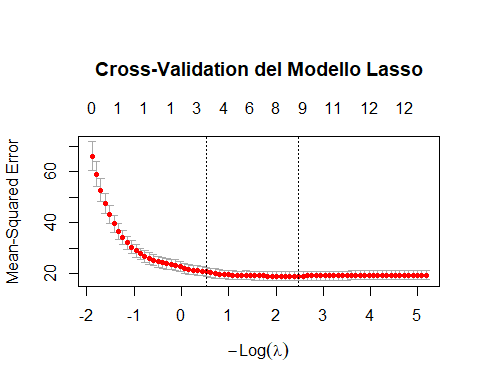 Cross-Validation del Modello Lasso
0 1 1 1 3 4 6 6 8 9 11 12 12
Mean-Squared Error
60
40
20
-2 -1 0 1 2 3 4 5
−Log(λ)